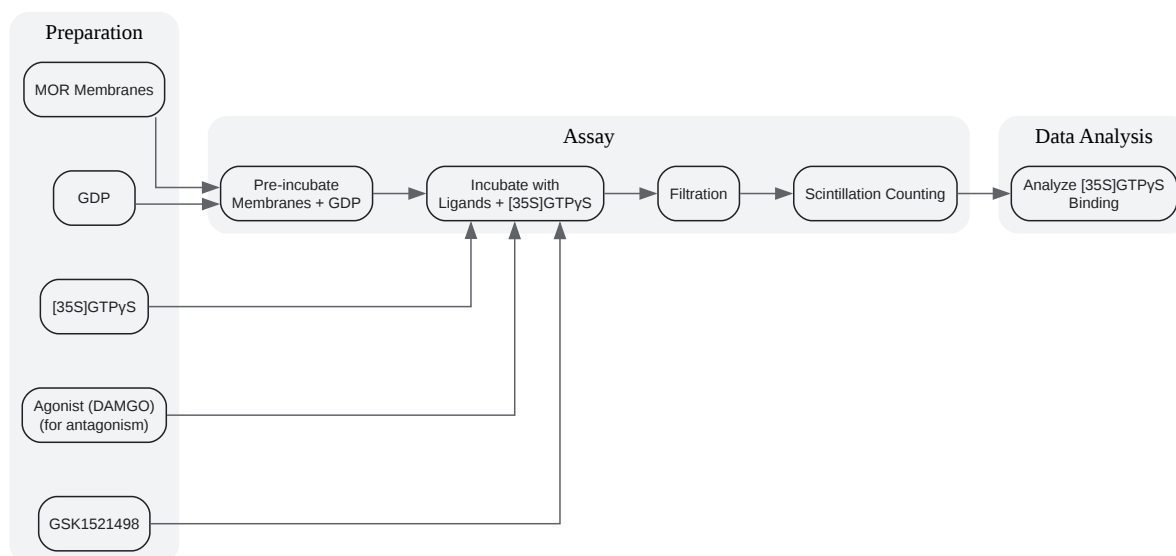 Preparation
MOR Membranes
GDP
[35S]GTPγS
Agonist (DAMGO)
(for antagonism)
GSK1521498
Assay
Pre-incubate
Membranes + GDP
Incubate with
Ligands + [35S]GTPγS
Filtration
Scintillation Counting
Data Analysis
Analyze [35S]GTPγS
Binding